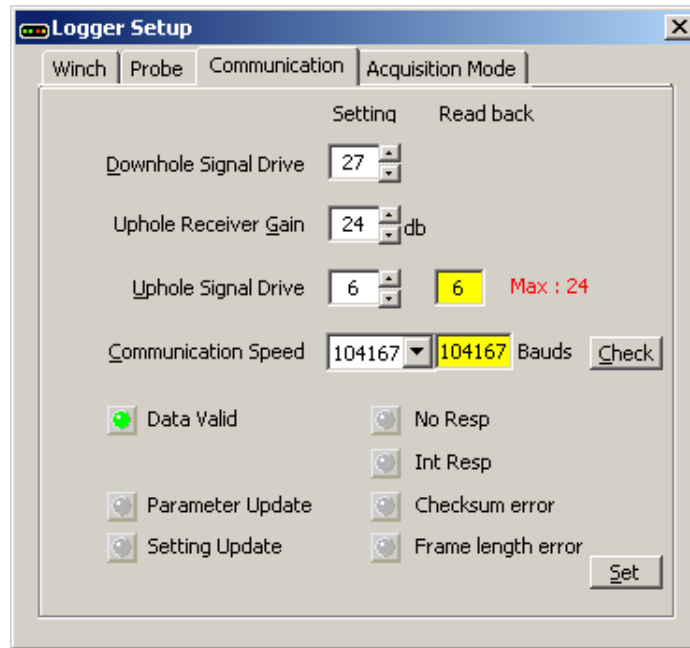 Logger Setup
Winch Probe Communication Acquisition Mode
Setting Read back
Downhole Signal Drive 27
Uphole Receiver Gain 24 db
Uphole Signal Drive 6 6 Max : 24
Communication Speed 104167 104167 Bauds Check
Data Valid No Resp
Int Resp
Parameter Update Checksum error
Setting Update Frame length error
Set